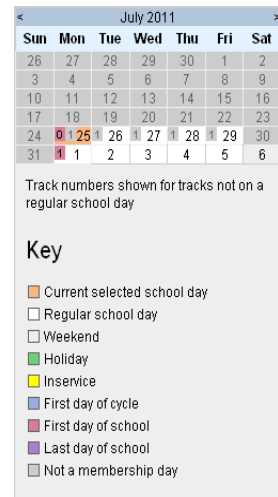 < July 2011 >
Sun Mon Tue Wed Thu Fri Sat
26 27 28 29 30 1 2
3 4 5 6 7 8 9
10 11 12 13 14 15 16
17 18 19 20 21 22 23
24 0 1 25 1 26 1 27 1 28 1 29 30
31 1 1 2 3 4 5 6
Track numbers shown for tracks not on a
regular school day
Key
Current selected school day
Regular school day
Weekend
Holiday
Inservice
First day of cycle
First day of school
Last day of school
Not a membership day